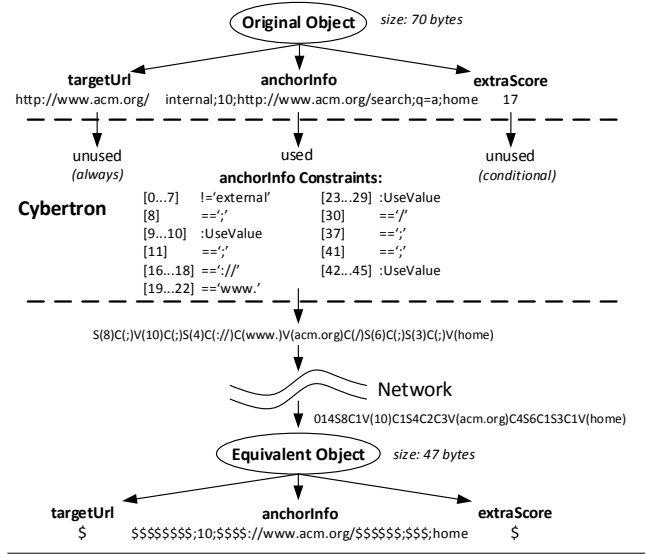 Original Object size: 70 bytes
targetUrl anchorInfo extraScore
http://www.acm.org/ internal;10;http://www.acm.org/search;q=a;home 17
unused used unused
(always) (conditional)
anchorInfo Constraints:
Cybertron
[0...7] !=‘external’ [23...29] :UseValue
[8] ==‘;’ [30] ==‘/’
[9...10] :UseValue [37] ==‘;’
[11] ==‘;’ [41] ==‘;’
[16...18] ==‘://’ [42...45] :UseValue
[19...22] ==‘www.’
S(8)C(;)V(10)C(;)S(4)C(://)C(www.)V(acm.org)C(/)S(6)C(;)S(3)C(;)V(home)
Network
014S8C1V(10)C1S4C2C3V(acm.org)C4S6C1S3C1V(home)
Equivalent Object size: 47 bytes
targetUrl anchorInfo extraScore
$ $$$$$$$$;10;$$$$://www.acm.org/$$$$$$;$$$;home $